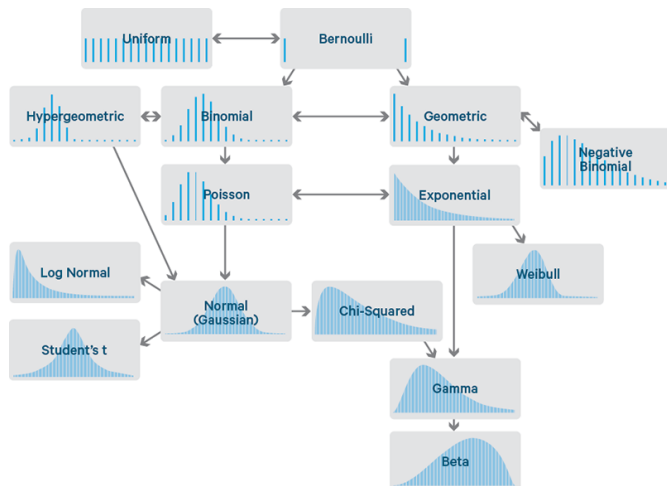 Uniform
Bernoulli
Hypergeometric
Binomial
Geometric
Negative
Binomial
Poisson
Exponential
Log Normal
Weibull
Normal
(Gaussian)
Chi-Squared
Student's t
Gamma
Beta